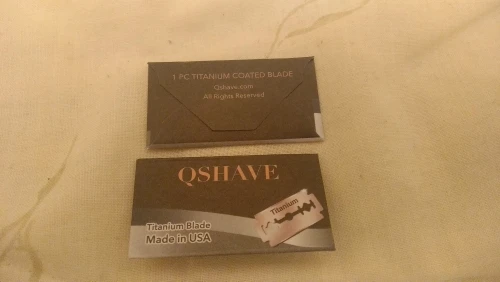 1 PC TITANIUM COATED BLADE
Qshave.com
All Rights Reserved
QSHAVE
Titanium
Titanium Blade
Made in USA